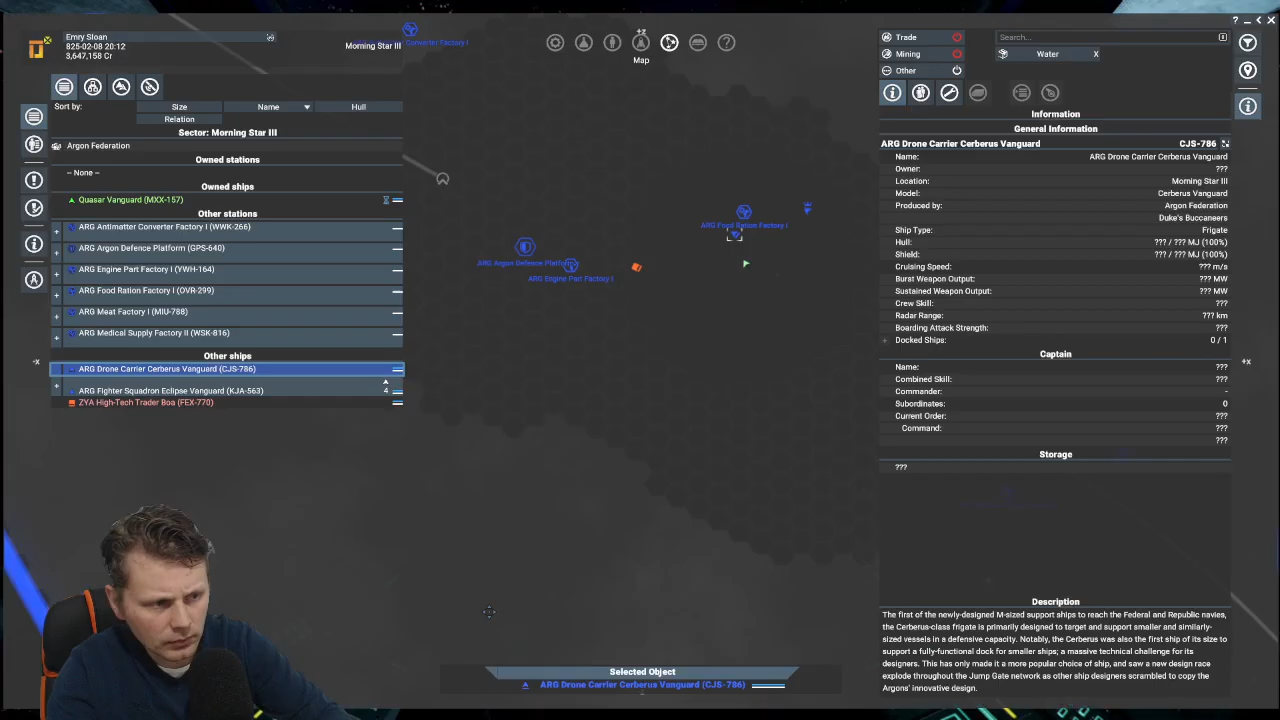 Emry Sloan
825-02-08 20:12
3,647,158 Cr
Morning Star III
Converter Factory I
Map
Sort by:
Size
Name
Hull
Relation
Sector: Morning Star III
Argon Federation
Owned stations
-- None --
Owned ships
Quasar Vanguard (MXX-157)
Other stations
ARG Antimatter Converter Factory I (WWK-266)
ARG Argon Defence Platform (GPS-640)
ARG Engine Part Factory I (YWH-164)
ARG Food Ration Factory I (OVR-299)
ARG Meat Factory I (MIU-788)
ARG Medical Supply Factory II (WSK-816)
Other ships
ARG Drone Carrier Cerberus Vanguard (CJS-786)
ARG Fighter Squadron Eclipse Vanguard (KJA-563)
4
ZYA High-Tech Trader Boa (FEX-770)
ARG Food Ration Factory I
ARG Argon Defence Platform
ARG Engine Part Factory I
-X
+X
+Z
Selected Object
ARG Drone Carrier Cerberus Vanguard (CJS-786)
Trade
Mining
Other
Search...
Water
X
Information
General Information
ARG Drone Carrier Cerberus Vanguard CJS-786
Name: ARG Drone Carrier Cerberus Vanguard
Owner: ???
Location: Morning Star III
Model: Cerberus Vanguard
Produced by: Argon Federation
Duke's Buccaneers
Ship Type: Frigate
Hull: ??? / ??? MJ (100%)
Shield: ??? / ??? MJ (100%)
Cruising Speed: ??? m/s
Burst Weapon Output: ??? MW
Sustained Weapon Output: ??? MW
Crew Skill: ???
Radar Range: ??? km
Boarding Attack Strength: ???
Docked Ships: 0 / 1
Captain
Name: ???
Combined Skill: ???
Commander: -
Subordinates: 0
Current Order: ???
Command: ???
???
Storage
???
Description
The first of the newly-designed M-sized support ships to reach the Federal and Republic navies,
the Cerberus-class frigate is primarily designed to target and support smaller and similarly-
sized vessels in a defensive capacity. Notably, the Cerberus was also the first ship of its size to
support a fully-functional dock for smaller ships; a massive technical challenge for its
designers. This has only made it a more popular choice of ship, and saw a new design race
explode throughout the Jump Gate network as other ship designers scrambled to copy the
Argons' innovative design.